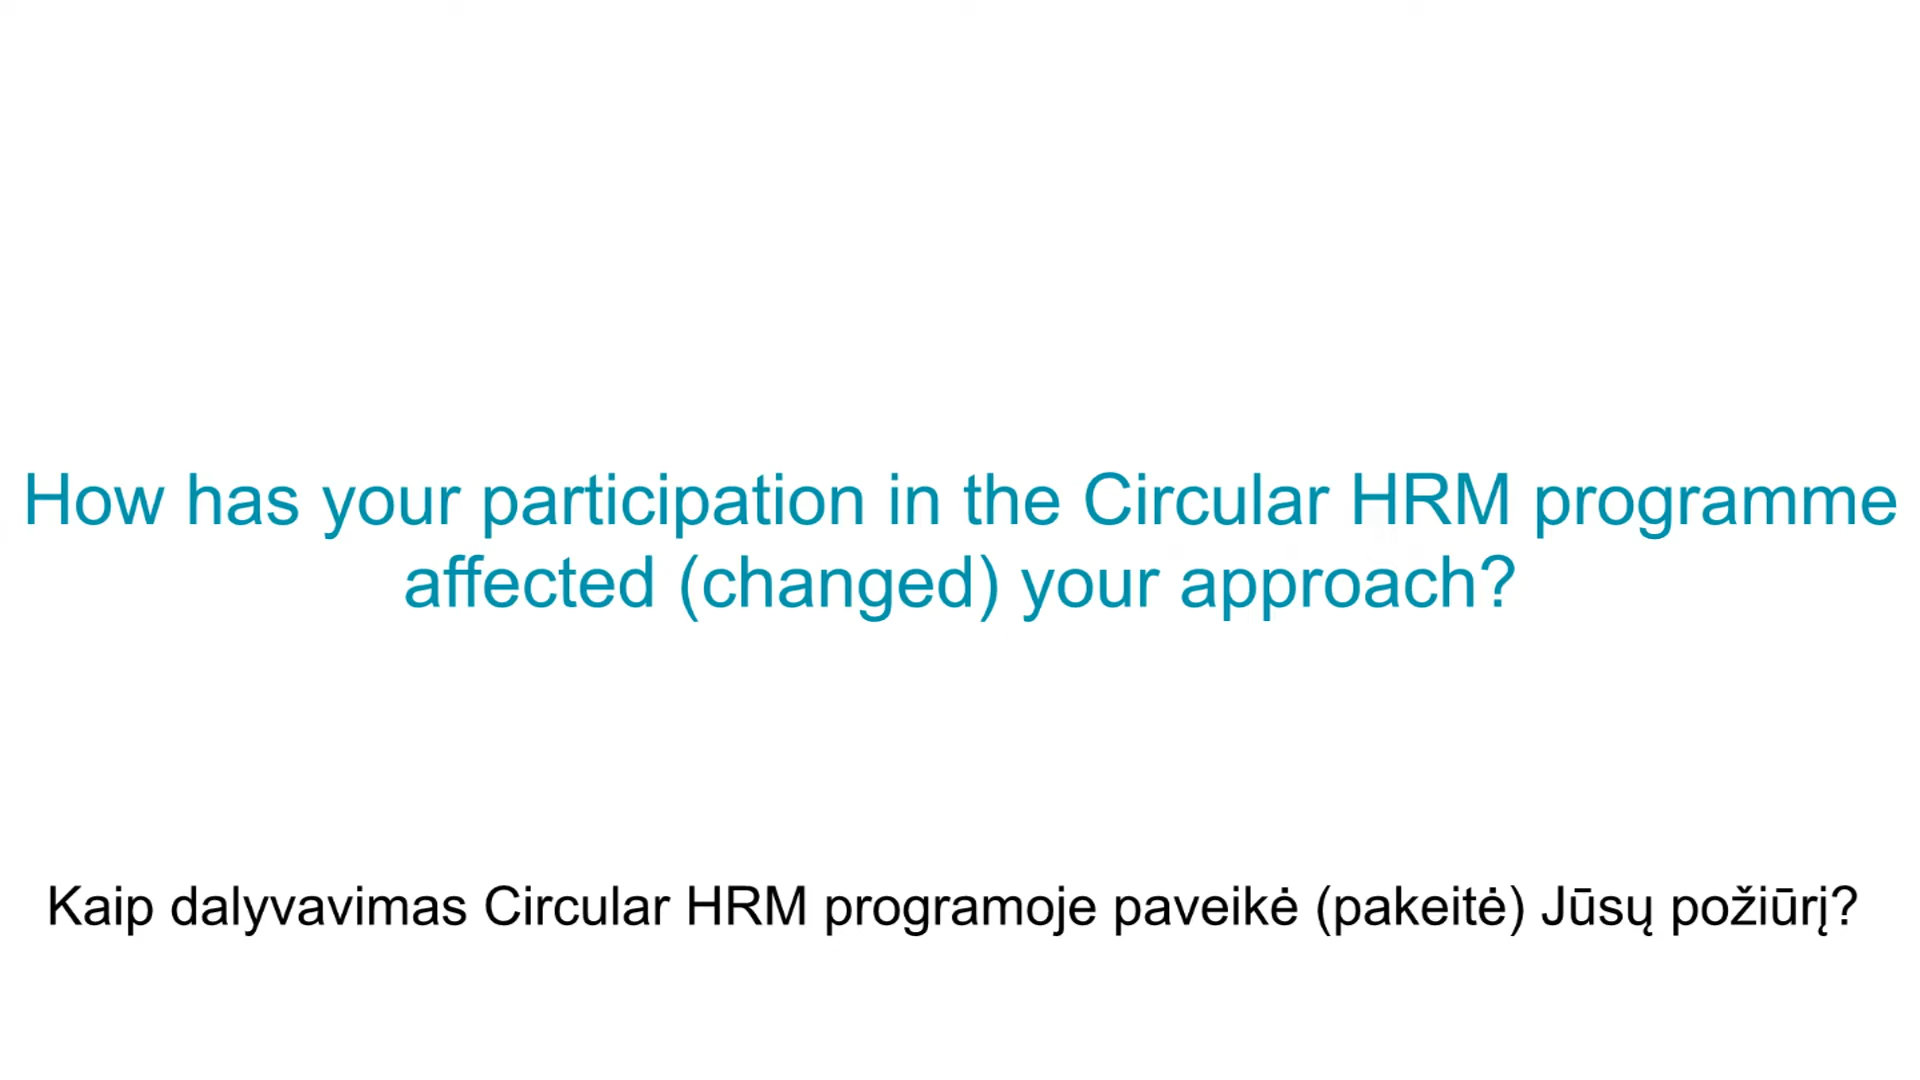 How has your participation in the Circular HRM programme
affected (changed) your approach?
Kaip dalyvavimas Circular HRM programoje paveikė (pakeitė) Jūsų požiūrį?